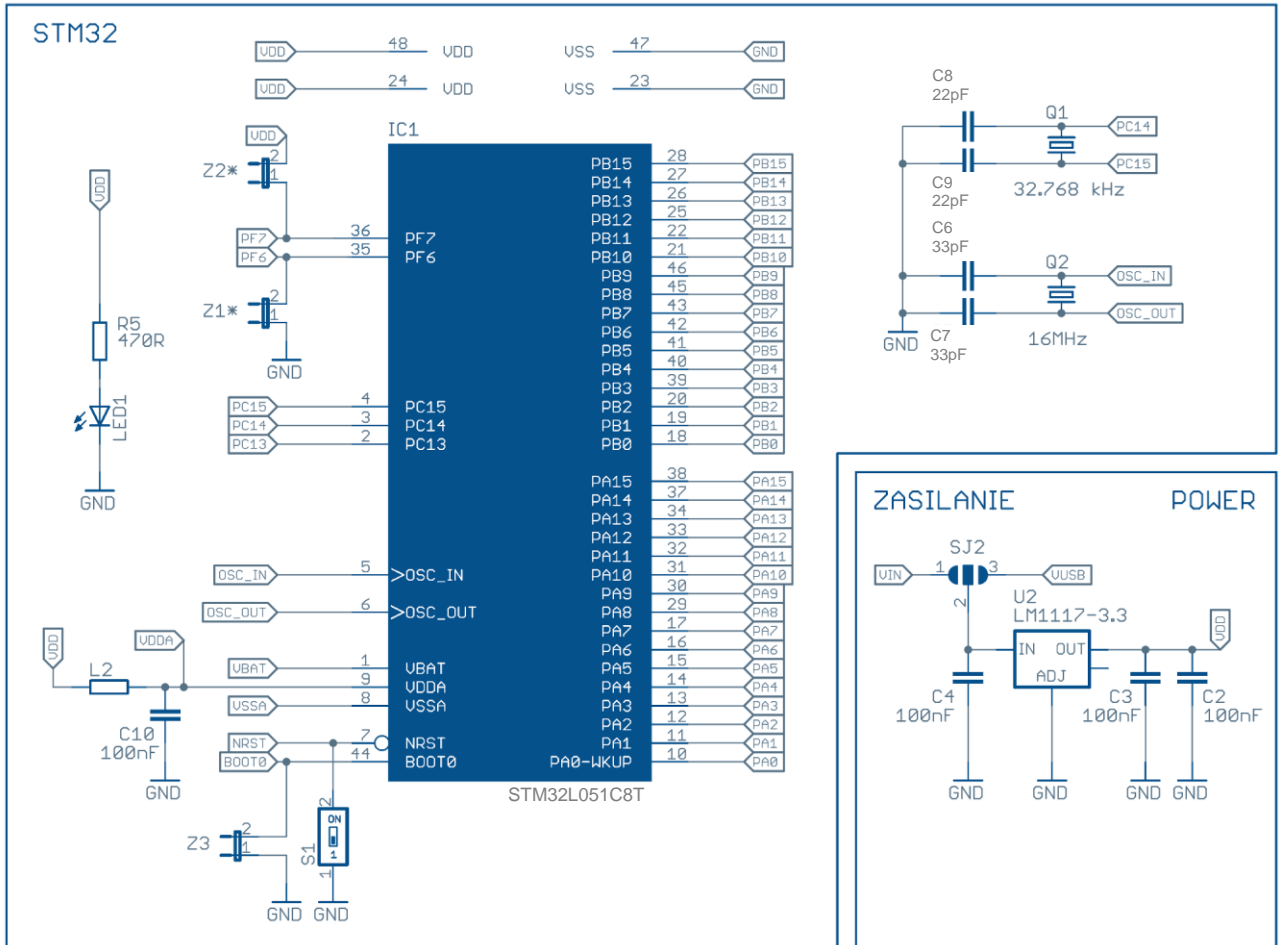 STM32
VDD 48 VDD VSS 47 GND
VDD 24 VDD VSS 23 GND
IC1
VDD
Z2* 2
1
PF7 36 PF7
PF6 35 PF6
Z1* 2
1
GND
VDD
R5
470R
LED1
GND
PC15 4 PC15
PC14 3 PC14
PC13 2 PC13
OSC_IN 5 >OSC_IN
OSC_OUT 6 >OSC_OUT
VDD
VDDA
L2
VBAT 1 VBAT
9 VDDA
VSSA 8 VSSA
C10
100nF
GND
NRST 7 NRST
BOOT0 44 BOOT0
Z3 2
1
GND
2
ON
1
S1
1
GND
PB15 28 PB15
PB14 27 PB14
PB13 26 PB13
PB12 25 PB12
PB11 22 PB11
PB10 21 PB10
PB9 46 PB9
PB8 45 PB8
PB7 43 PB7
PB6 42 PB6
PB5 41 PB5
PB4 40 PB4
PB3 39 PB3
PB2 20 PB2
PB1 19 PB1
PB0 18 PB0
PA15 38 PA15
PA14 37 PA14
PA13 34 PA13
PA12 33 PA12
PA11 32 PA11
PA10 31 PA10
PA9 30 PA9
PA8 29 PA8
PA7 17 PA7
PA6 16 PA6
PA5 15 PA5
PA4 14 PA4
PA3 13 PA3
PA2 12 PA2
PA1 11 PA1
PA0-WKUP 10 PA0
STM32L051C8T
C8
22pF
Q1
PC14
PC15
32.768 kHz
C9
22pF
C6
33pF
Q2
OSC_IN
OSC_OUT
16MHz
GND
C7
33pF
ZASILANIE POWER
SJ2
VIN 1 3 VUSB
2
U2
LM1117-3.3
VDD
IN OUT
ADJ
C4
100nF
C3
100nF
C2
100nF
GND GND GND GND